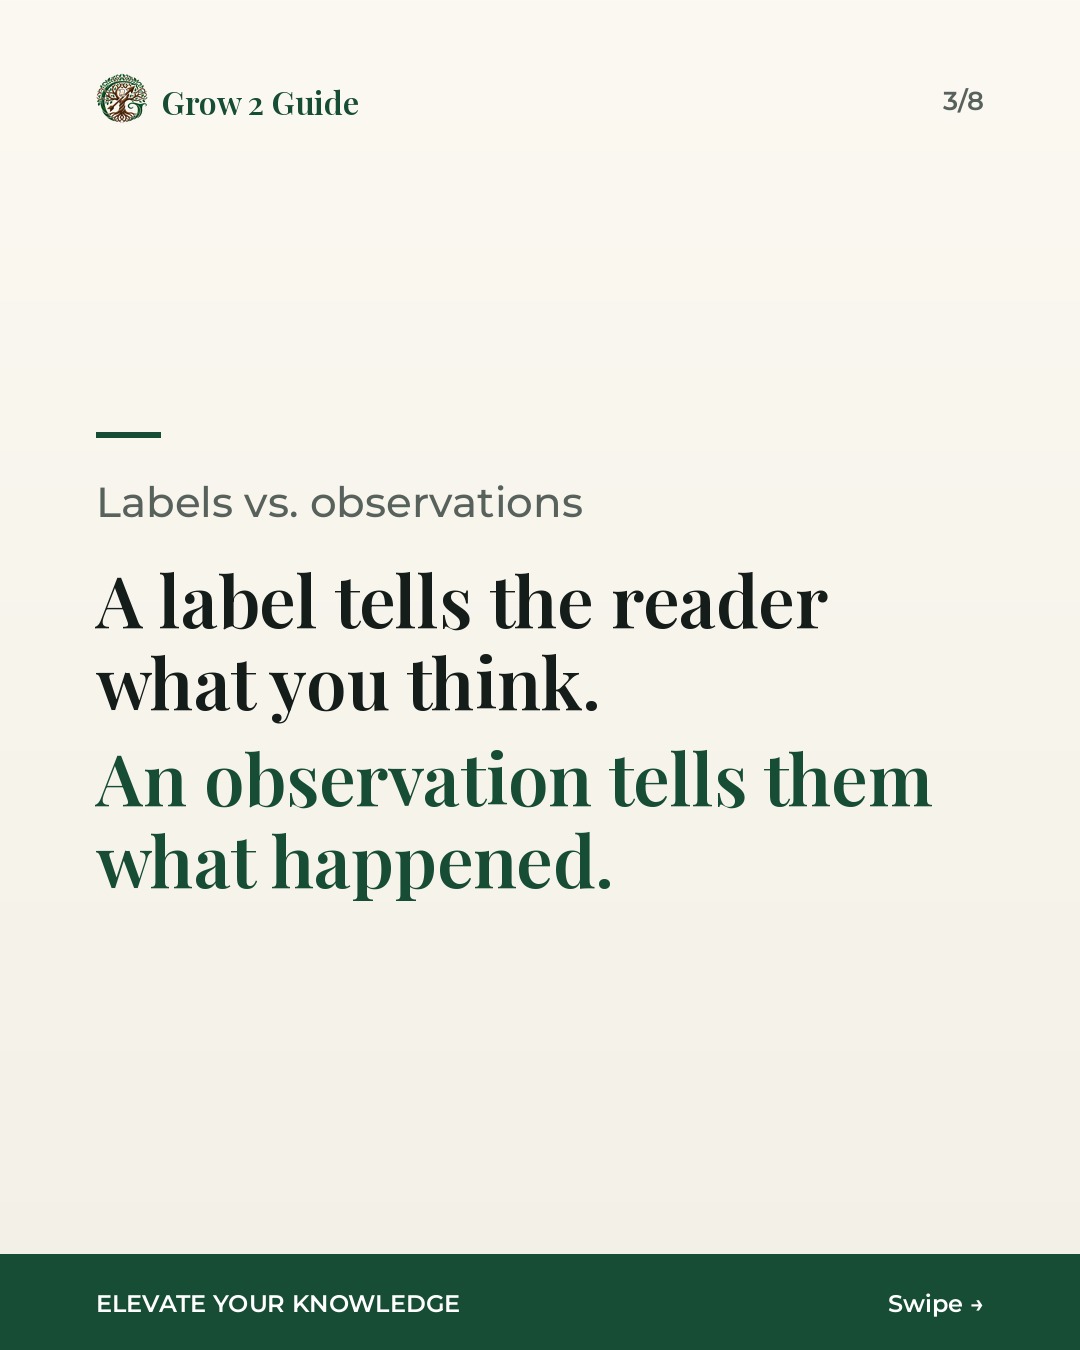 Grow 2 Guide
3/8
Labels vs. observations
A label tells the reader
what you think.
An observation tells them
what happened.
ELEVATE YOUR KNOWLEDGE
Swipe →